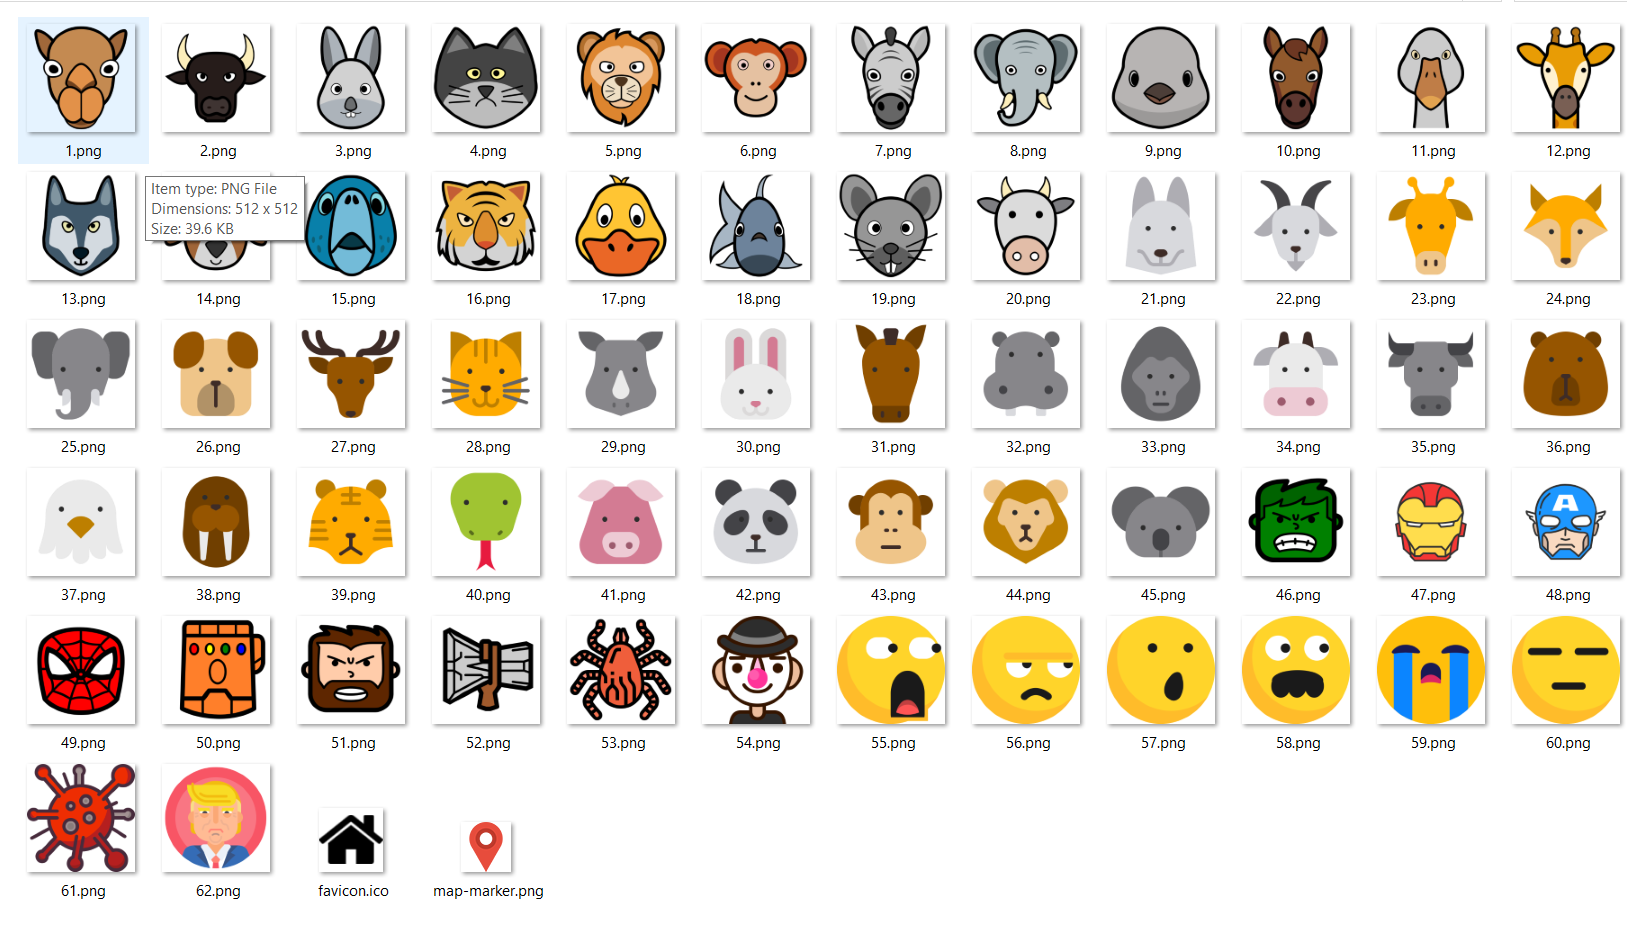 1.png
2.png
3.png
4.png
5.png
6.png
7.png
8.png
9.png
10.png
11.png
12.png
Item type: PNG File
Dimensions: 512 x 512
Size: 39.6 KB
13.png
14.png
15.png
16.png
17.png
18.png
19.png
20.png
21.png
22.png
23.png
24.png
25.png
26.png
27.png
28.png
29.png
30.png
31.png
32.png
33.png
34.png
35.png
36.png
A
37.png
38.png
39.png
40.png
41.png
42.png
43.png
44.png
45.png
46.png
47.png
48.png
49.png
50.png
51.png
52.png
53.png
54.png
55.png
56.png
57.png
58.png
59.png
60.png
61.png
62.png
favicon.ico
map-marker.png